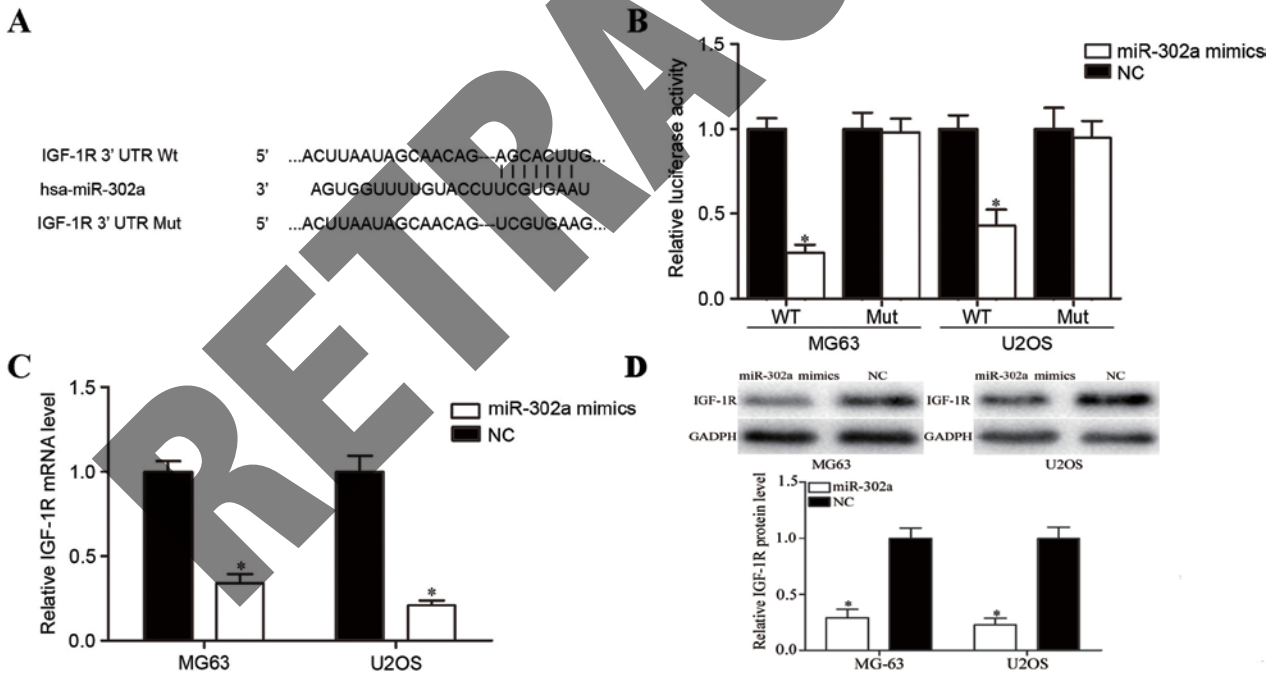 A
IGF-1R 3' UTR Wt 5' ...ACUUAAUAGCAACAG---AGCACUUG...
hsa-miR-302a 3' AGUGGUUUUGUACCUUCGUGAAU
IGF-1R 3' UTR Mut 5' ...ACUUAAUAGCAACAG---UCGUGAAG...
B
Relative luciferase activity
1.5
1.0
0.5
0.0
miR-302a mimics
NC
*
*
WT Mut WT Mut
MG63 U2OS
C
Relative IGF-1R mRNA level
1.5
1.0
0.5
0.0
miR-302a mimics
NC
*
*
MG63 U2OS
D
miR-302a mimics NC miR-302a mimics NC
IGF-1R IGF-1R
GADPH GADPH
MG63 U2OS
Relative IGF-1R protein level
1.5
1.0
0.5
0.0
miR-302a
NC
*
*
MG-63 U2OS